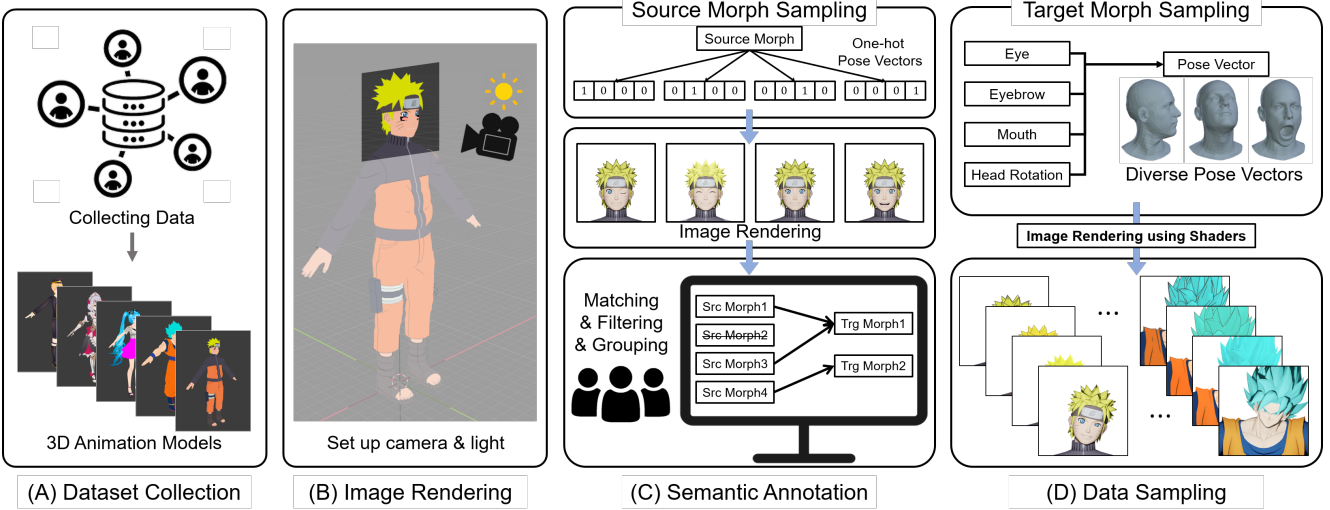 Collecting Data
3D Animation Models
(A) Dataset Collection
Set up camera & light
(B) Image Rendering
Source Morph Sampling
Source Morph
One-hot
Pose Vectors
1 0 0 0
0 1 0 0
0 0 1 0
0 0 0 1
Image Rendering
Matching
& Filtering
& Grouping
Src Morph1
Src Morph2
Src Morph3
Src Morph4
Trg Morph1
Trg Morph2
(C) Semantic Annotation
Target Morph Sampling
Eye
Eyebrow
Mouth
Head Rotation
Pose Vector
Diverse Pose Vectors
Image Rendering using Shaders
...
...
(D) Data Sampling